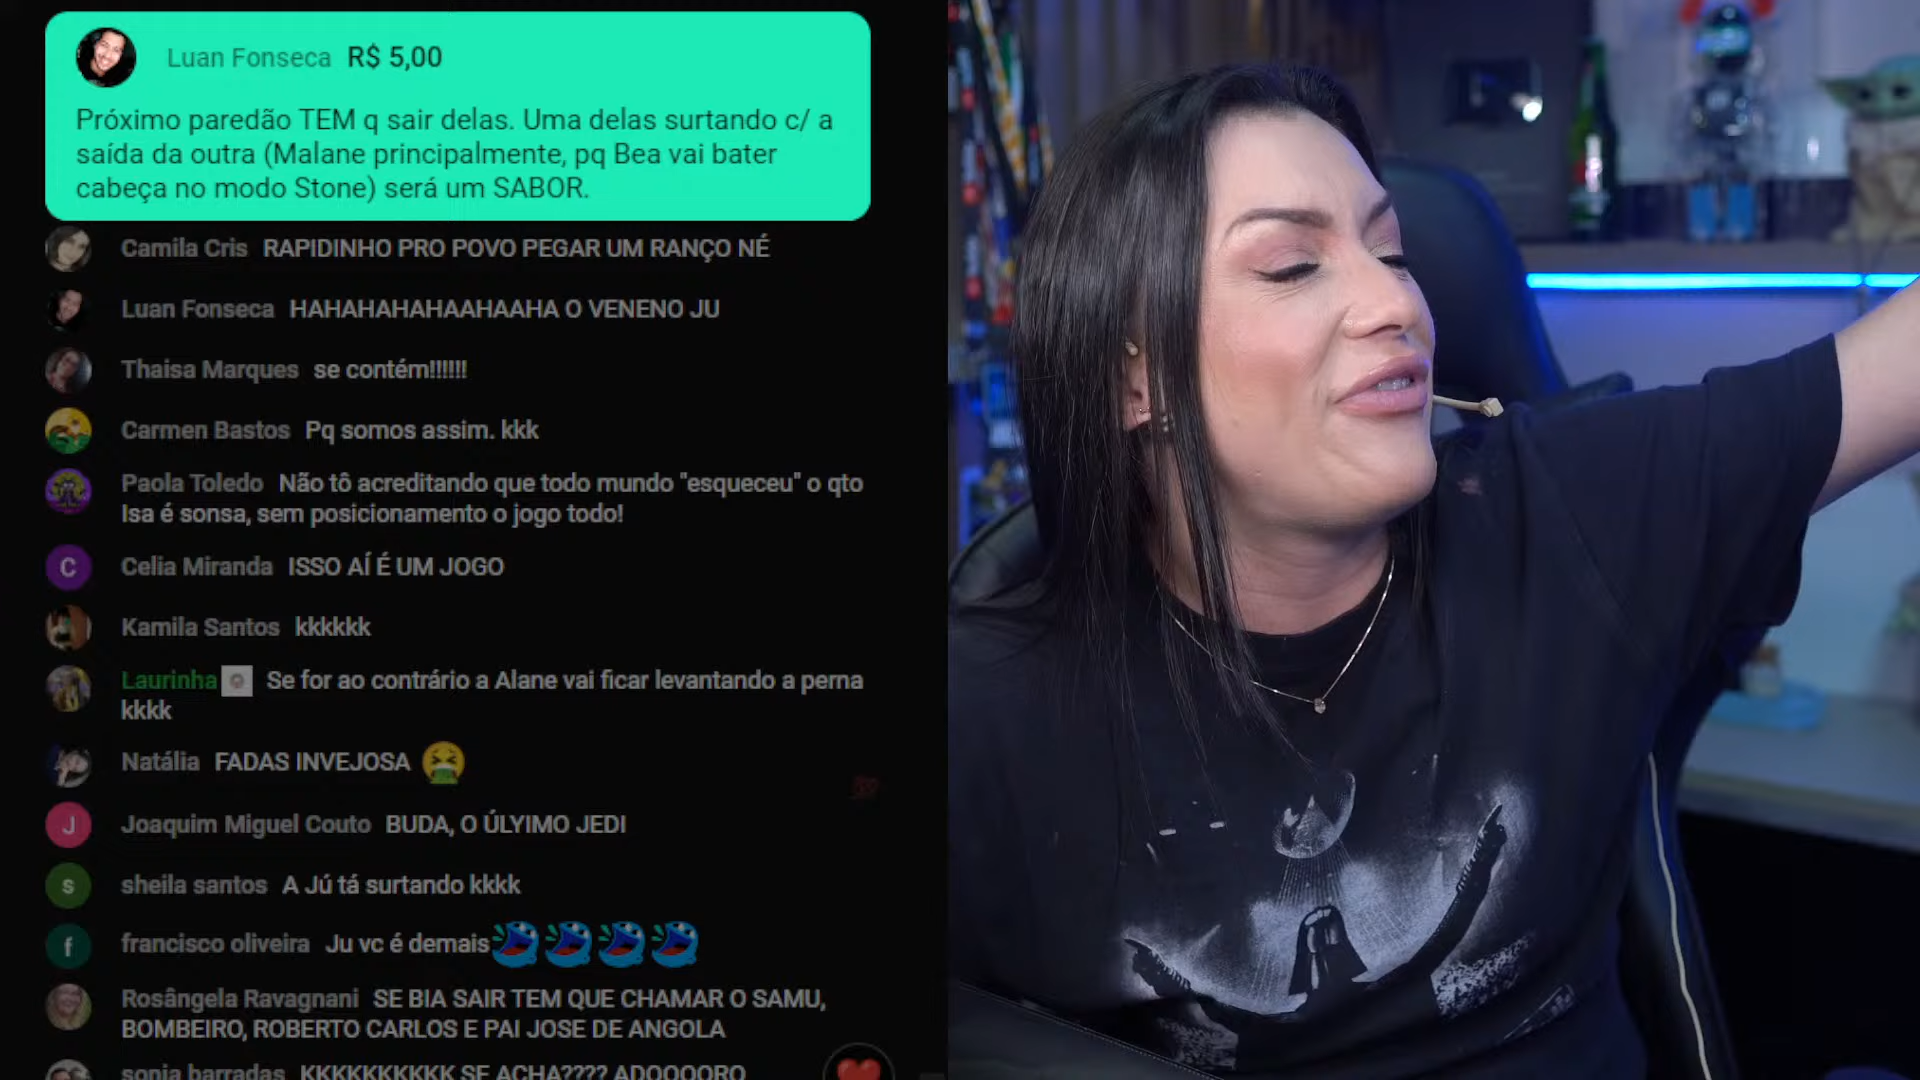 Luan Fonseca R$ 5,00
Próximo paredão TEM q sair delas. Uma delas surtando c/ a
saída da outra (Malane principalmente, pq Bea vai bater
cabeça no modo Stone) será um SABOR.
Camila Cris RAPIDINHO PRO POVO PEGAR UM RANÇO NÉ
Luan Fonseca HAHAHAHAHAAHAAHA O VENENO JU
Thaisa Marques se contém!!!!!!
Carmen Bastos Pq somos assim. kkk
Paola Toledo Não tô acreditando que todo mundo "esqueceu" o qto
Isa é sonsa, sem posicionamento o jogo todo!
C Celia Miranda ISSO AÍ É UM JOGO
Kamila Santos kkkkkk
Laurinha Se for ao contrário a Alane vai ficar levantando a perna
kkkk
Natália FADAS INVEJOSA 🤮
J Joaquim Miguel Couto BUDA, O ÚLYIMO JEDI
s sheila santos A Jú tá surtando kkkk
f francisco oliveira Ju vc é demais
Rosângela Ravagnani SE BIA SAIR TEM QUE CHAMAR O SAMU,
BOMBEIRO, ROBERTO CARLOS E PAI JOSE DE ANGOLA
sonia barradas KKKKKKKKKK SE ACHA???? ADOOOORO